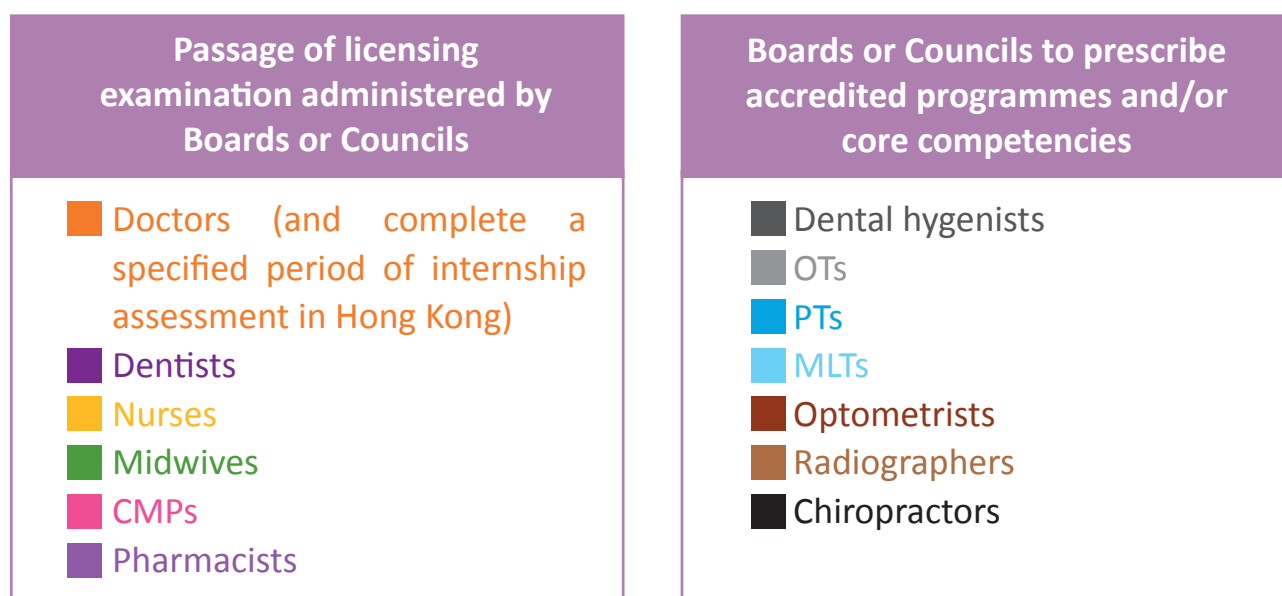 Passage of licensing
examination administered by
Boards or Councils
Doctors (and complete a
specified period of internship
assessment in Hong Kong)
Dentists
Nurses
Midwives
CMPs
Pharmacists
Boards or Councils to prescribe
accredited programmes and/or
core competencies
Dental hygenists
OTs
PTs
MLTs
Optometrists
Radiographers
Chiropractors